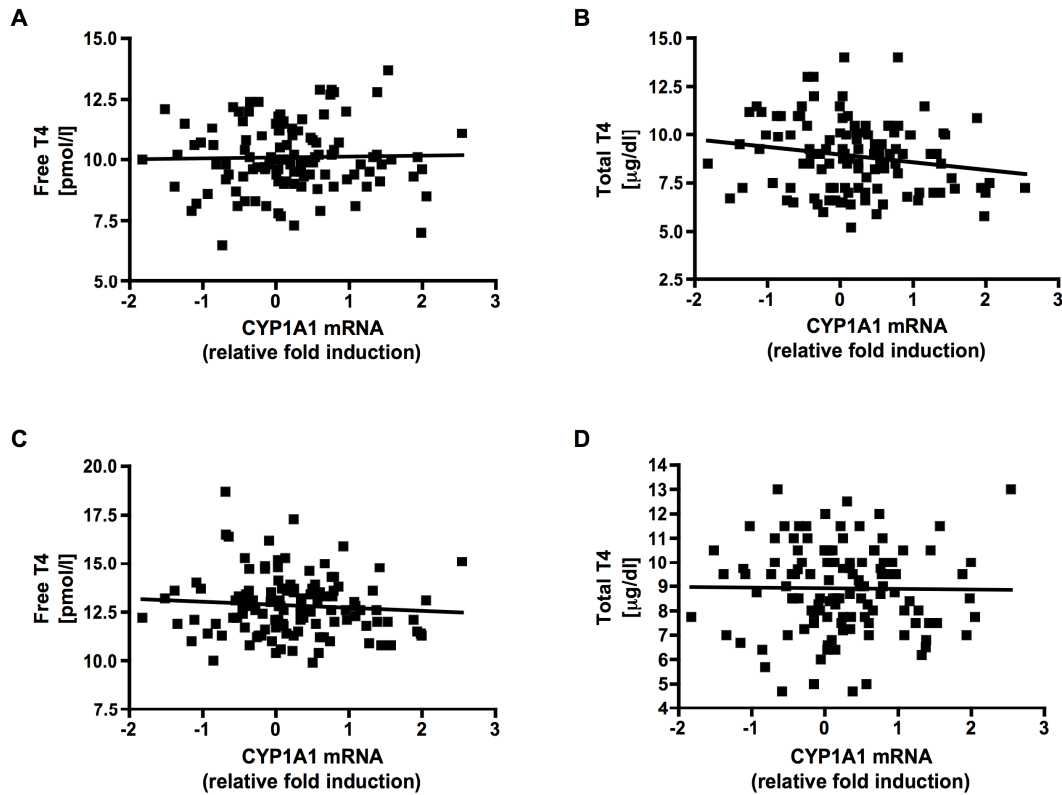 A
15.0
12.5
10.0
7.5
5.0
Free T4
[pmol/l]
-2 -1 0 1 2 3
CYP1A1 mRNA
(relative fold induction)
B
15.0
12.5
10.0
7.5
5.0
2.5
Total T4
[µg/dl]
-2 -1 0 1 2 3
CYP1A1 mRNA
(relative fold induction)
C
20.0
17.5
15.0
12.5
10.0
7.5
Free T4
[pmol/l]
-2 -1 0 1 2 3
CYP1A1 mRNA
(relative fold induction)
D
14
13
12
11
10
9
8
7
6
5
4
Total T4
[µg/dl]
-2 -1 0 1 2 3
CYP1A1 mRNA
(relative fold induction)